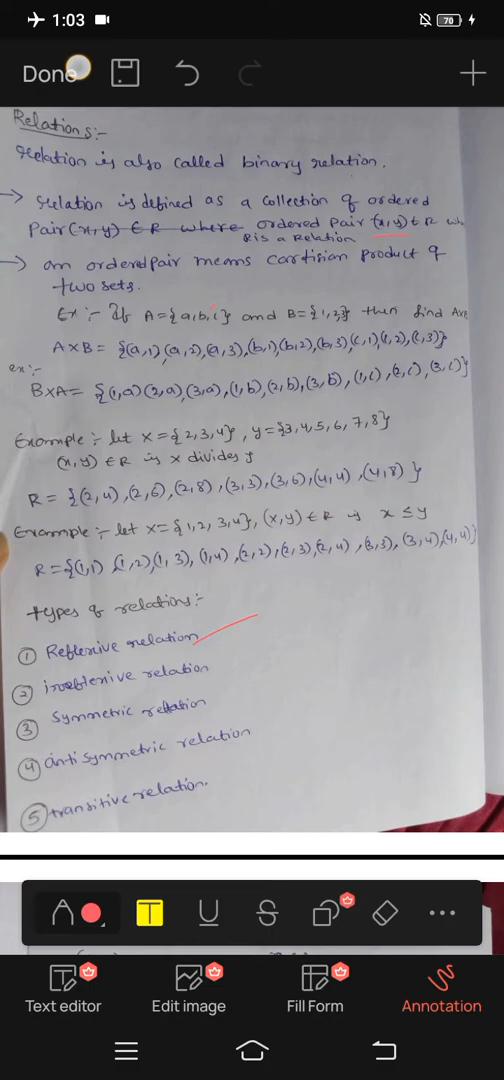 1:03
70
Done
Relations:-
Relation is also called binary relation.
→ Relation is defined as a collection of ordered
Pair (x,y) ∈ R where ordered pair (x,y) ∈ R
R is a Relation
→ an ordered pair means cartision product of
two sets.
Ex :- If A={a,b,c} and B={1,2,3} then find AxB
AXB = {(a,1) (a,2),(a,3),(b,1)(b,2),(b,3),(c,1),(c,2),(c,3)}
ex:-
BXA= {(1,a)(2,a),(3,a),(1,b),(2,b),(3,b),(1,c),(2,c),(3,c)}
Example :- let x={2,3,4}, y={3,4,5,6,7,8}
(x,y) ∈ R is x divides y
R = {(2,4),(2,6),(2,8),(3,3),(3,6),(4,4),(4,8)}
Example:- let x={1,2,3,4}, (x,y) ∈ R is x ≤ y
R={(1,1),(1,2),(1,3),(1,4),(2,2),(2,3),(2,4),(3,3),(3,4),(4,4)}
types of relations:-
① Reflexive relation
② irreflexive relation
③ Symmetric relation
④ anti symmetric relation
⑤ transitive relation.
T
U
S
Text editor
Edit image
Fill Form
Annotation